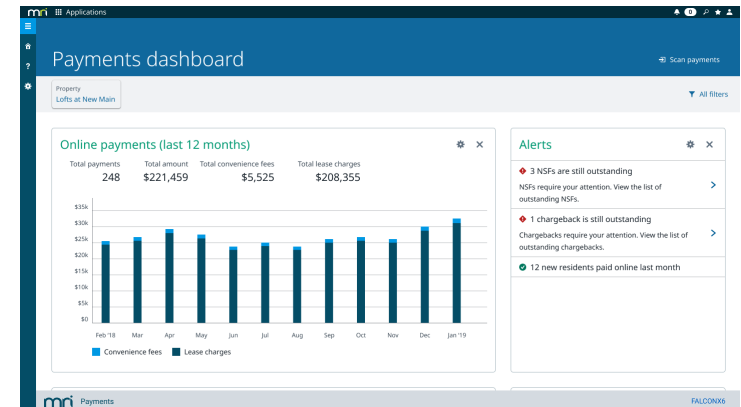 mri Applications 0
Payments dashboard
Scan payments
Property
Lofts at New Main
All filters
Online payments (last 12 months)
Total payments Total amount Total convenience fees Total lease charges
248 $221,459 $5,525 $208,355
$35k
$30k
$25k
$20k
$15k
$10k
$5k
$0
Feb '18 Mar Apr May Jun Jul Aug Sep Oct Nov Dec Jan '19
Convenience fees Lease charges
Alerts
3 NSFs are still outstanding
NSFs require your attention. View the list of
outstanding NSFs.
1 chargeback is still outstanding
Chargebacks require your attention. View the list of
outstanding chargebacks.
12 new residents paid online last month
mri Payments FALCONX6